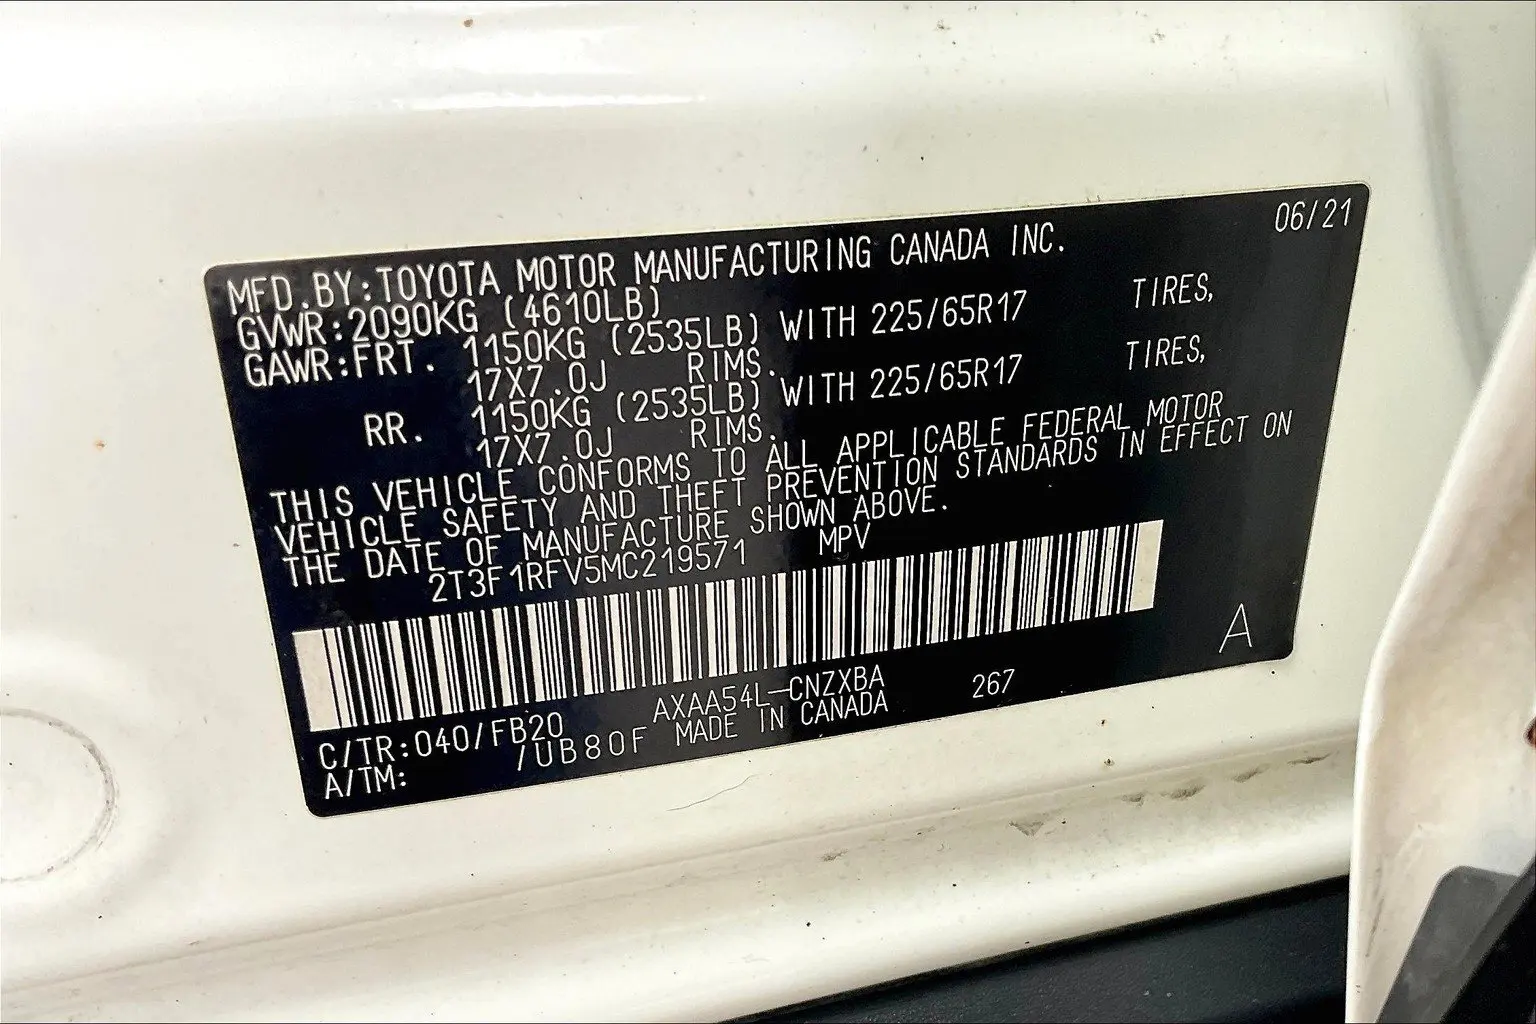 06/21
MFD.BY:TOYOTA MOTOR MANUFACTURING CANADA INC.
GVWR:2090KG (4610LB)
GAWR:FRT. 1150KG (2535LB) WITH 225/65R17 TIRES,
17X7.0J RIMS.
RR. 1150KG (2535LB) WITH 225/65R17 TIRES,
17X7.0J RIMS.
THIS VEHICLE CONFORMS TO ALL APPLICABLE FEDERAL MOTOR
VEHICLE SAFETY AND THEFT PREVENTION STANDARDS IN EFFECT ON
THE DATE OF MANUFACTURE SHOWN ABOVE.
2T3F1RFV5MC219571 MPV
A
AXAA54L-CNZXBA 267
C/TR:040/FB20 MADE IN CANADA
A/TM: /UB80F